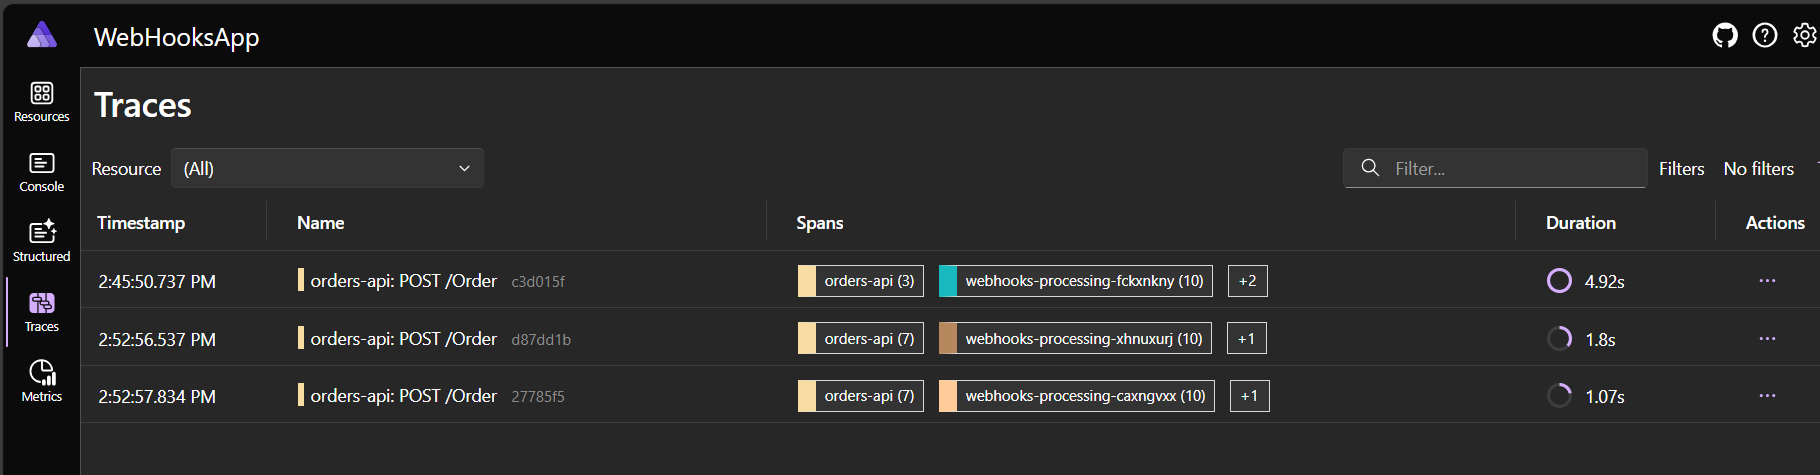 WebHooksApp
Resources
Console
Structured
Traces
Metrics
Traces
Resource (All) Filter... Filters No filters
Timestamp Name Spans Duration Actions
2:45:50.737 PM orders-api: POST /Order c3d015f orders-api (3) webhooks-processing-fckxnkny (10) +2 4.92s ...
2:52:56.537 PM orders-api: POST /Order d87dd1b orders-api (7) webhooks-processing-xhnuxurj (10) +1 1.8s ...
2:52:57.834 PM orders-api: POST /Order 27785f5 orders-api (7) webhooks-processing-caxngvxx (10) +1 1.07s ...